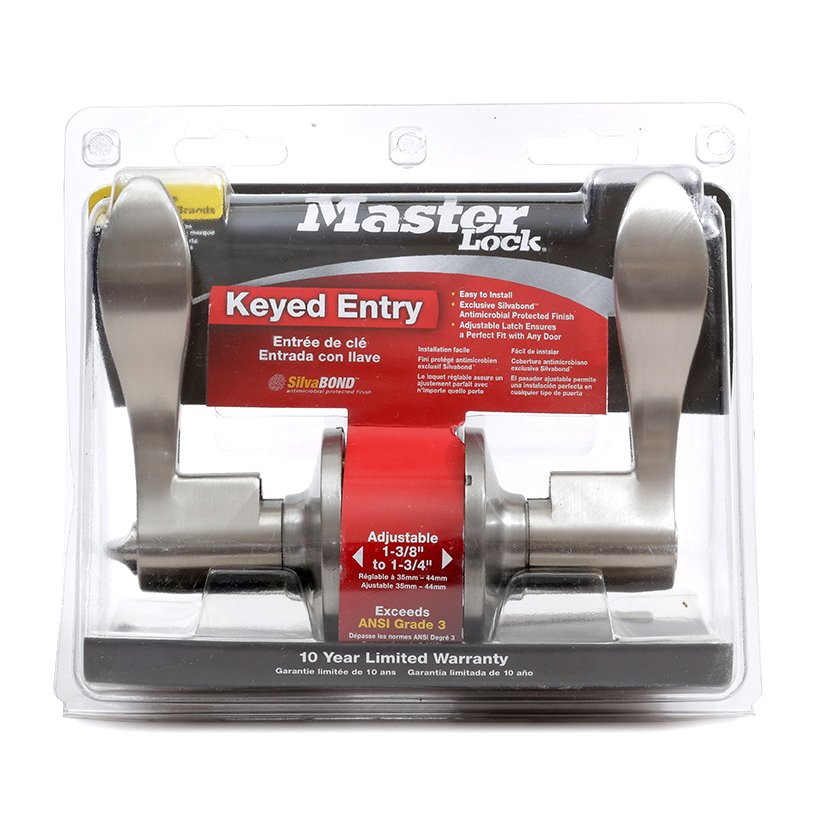 Brands
Master
Lock
Keyed Entry
Entrée de clé
Entrada con llave
SilvaBOND™
antimicrobial protected finish
• Easy to Install
• Exclusive Silvabond™
Antimicrobial Protected Finish
• Adjustable Latch Ensures
a Perfect Fit with Any Door
Installation facile
Fini protégé antimicrobien
exclusif Silvabond™
Le loquet réglable assure un
ajustement parfait avec
n'importe quelle porte
Fácil de instalar
Cobertura antimicrobiano
exclusiva Silvabond™
El pasador ajustable permite
una instalación perfecta en
cualquier tipo de puerta
Adjustable
1-3/8"
to 1-3/4"
Réglable à 35mm – 44mm
Ajustable 35mm – 44mm
Exceeds
ANSI Grade 3
Dépasse les normes ANSI Degré 3
10 Year Limited Warranty
Garantie limitée de 10 ans Garantía limitada de 10 año